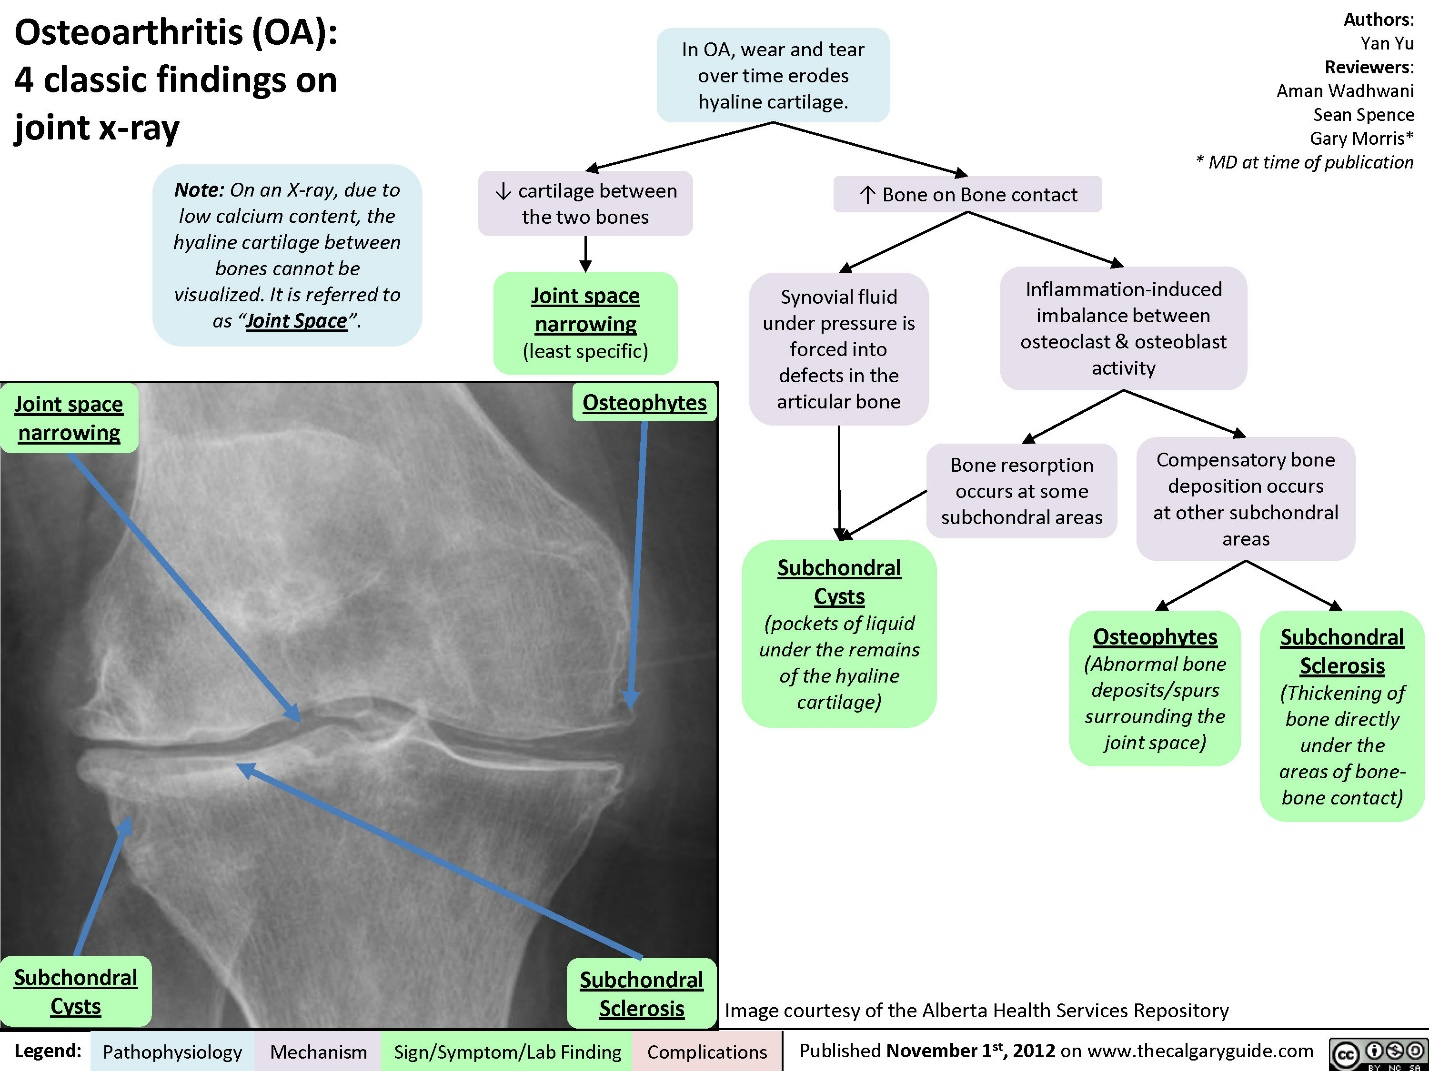 Osteoarthritis (OA):
4 classic findings on
joint x-ray
In OA, wear and tear
over time erodes
hyaline cartilage.
Authors:
Yan Yu
Reviewers:
Aman Wadhwani
Sean Spence
Gary Morris*
* MD at time of publication
Note: On an X-ray, due to
low calcium content, the
hyaline cartilage between
bones cannot be
visualized. It is referred to
as “Joint Space”.
↓ cartilage between
the two bones
↑ Bone on Bone contact
Joint space
narrowing
(least specific)
Synovial fluid
under pressure is
forced into
defects in the
articular bone
Inflammation-induced
imbalance between
osteoclast & osteoblast
activity
Bone resorption
occurs at some
subchondral areas
Compensatory bone
deposition occurs
at other subchondral
areas
Subchondral
Cysts
(pockets of liquid
under the remains
of the hyaline
cartilage)
Osteophytes
(Abnormal bone
deposits/spurs
surrounding the
joint space)
Subchondral
Sclerosis
(Thickening of
bone directly
under the
areas of bone-
bone contact)
Joint space
narrowing
Osteophytes
Subchondral
Cysts
Subchondral
Sclerosis
Image courtesy of the Alberta Health Services Repository
Legend: Pathophysiology Mechanism Sign/Symptom/Lab Finding Complications Published November 1st, 2012 on www.thecalgaryguide.com
cc
BY NC SA